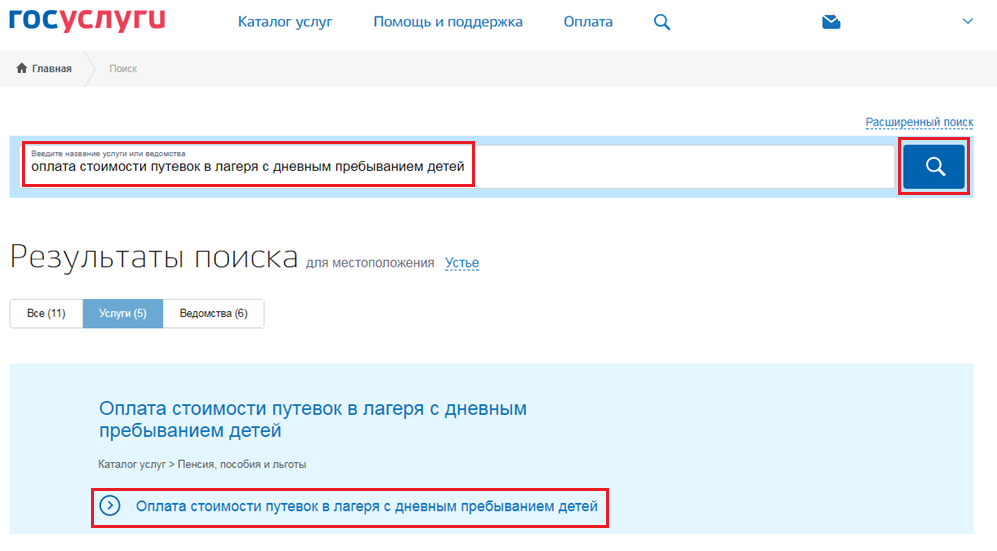 госуслуги
Каталог услуг
Помощь и поддержка
Оплата
Главная
Поиск
Расширенный поиск
Введите название услуги или ведомства
оплата стоимости путевок в лагеря с дневным пребыванием детей
Результаты поиска для местоположения Устье
Все (11)
Услуги (5)
Ведомства (6)
Оплата стоимости путевок в лагеря с дневным
пребыванием детей
Каталог услуг > Пенсия, пособия и льготы
Оплата стоимости путевок в лагеря с дневным пребыванием детей